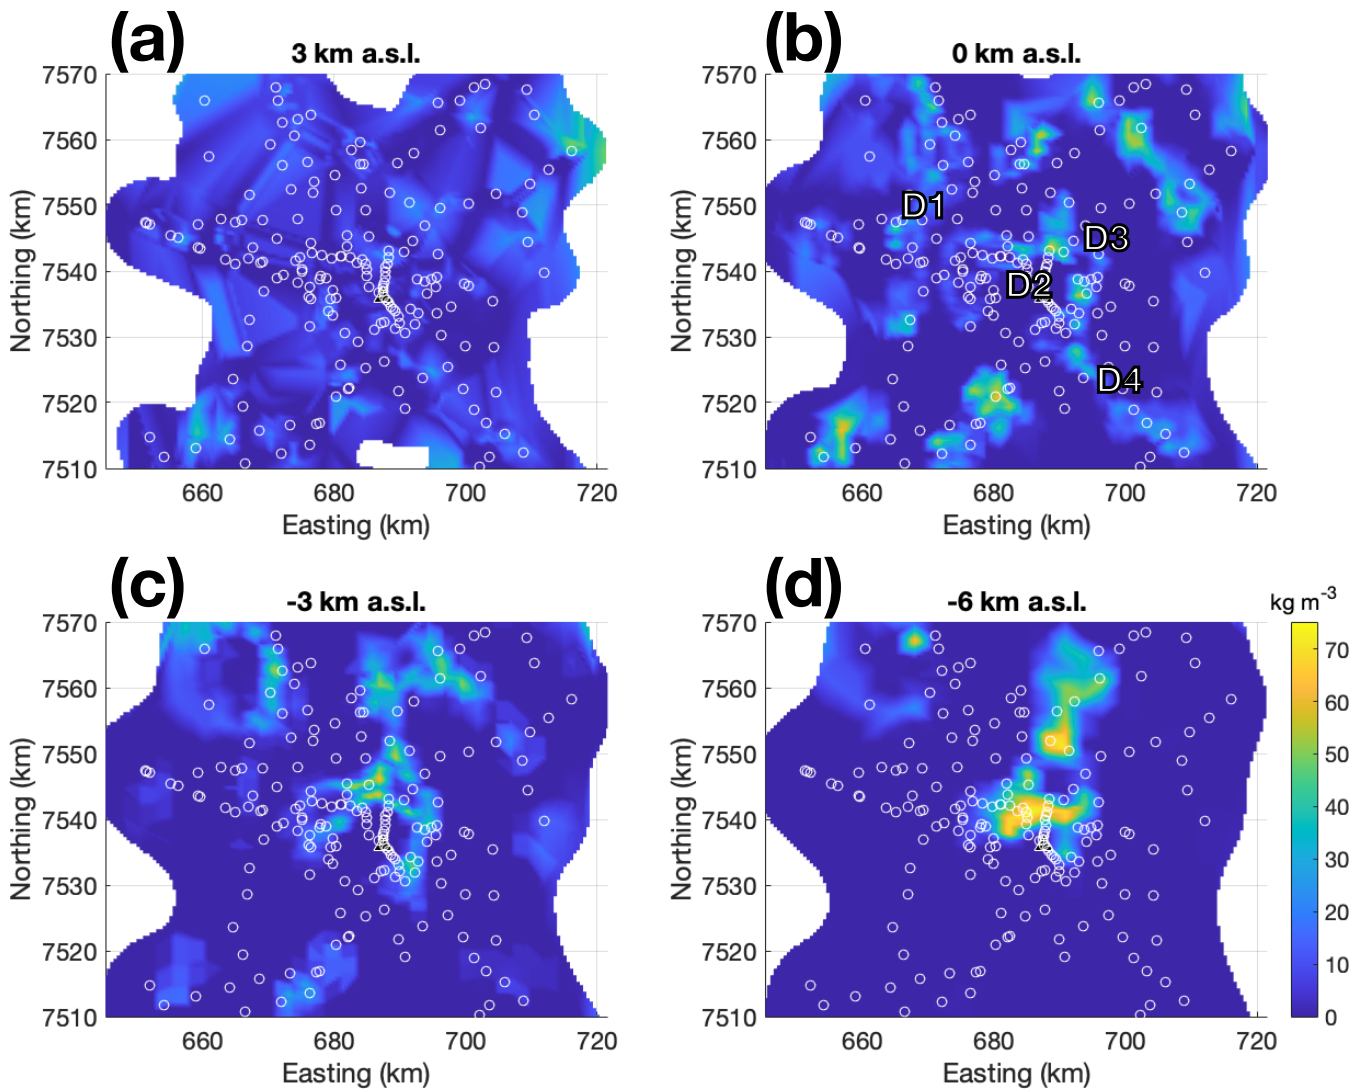 (a)
3 km a.s.l.
7570
7560
7550
7540
7530
7520
7510
Northing (km)
660
680
700
720
Easting (km)
(b)
0 km a.s.l.
7570
7560
7550
7540
7530
7520
7510
Northing (km)
D1
D3
D2
D4
660
680
700
720
Easting (km)
(c)
-3 km a.s.l.
7570
7560
7550
7540
7530
7520
7510
Northing (km)
660
680
700
720
Easting (km)
(d)
-6 km a.s.l.
7570
7560
7550
7540
7530
7520
7510
Northing (km)
660
680
700
720
Easting (km)
kg m⁻³
70
60
50
40
30
20
10
0